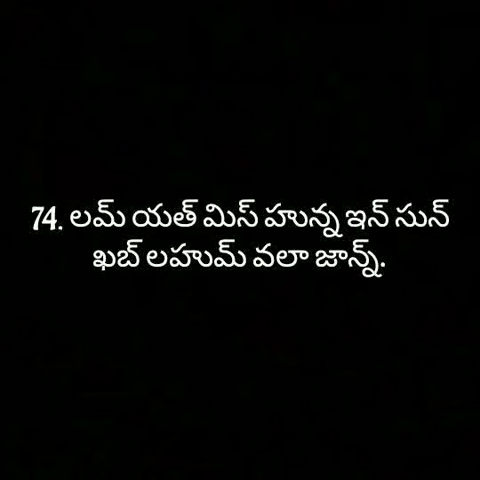 74. లమ్ యత్ మిస్ హున్న ఇన్ సున్
ఖబ్ లహుమ్ వలా జాన్న్.